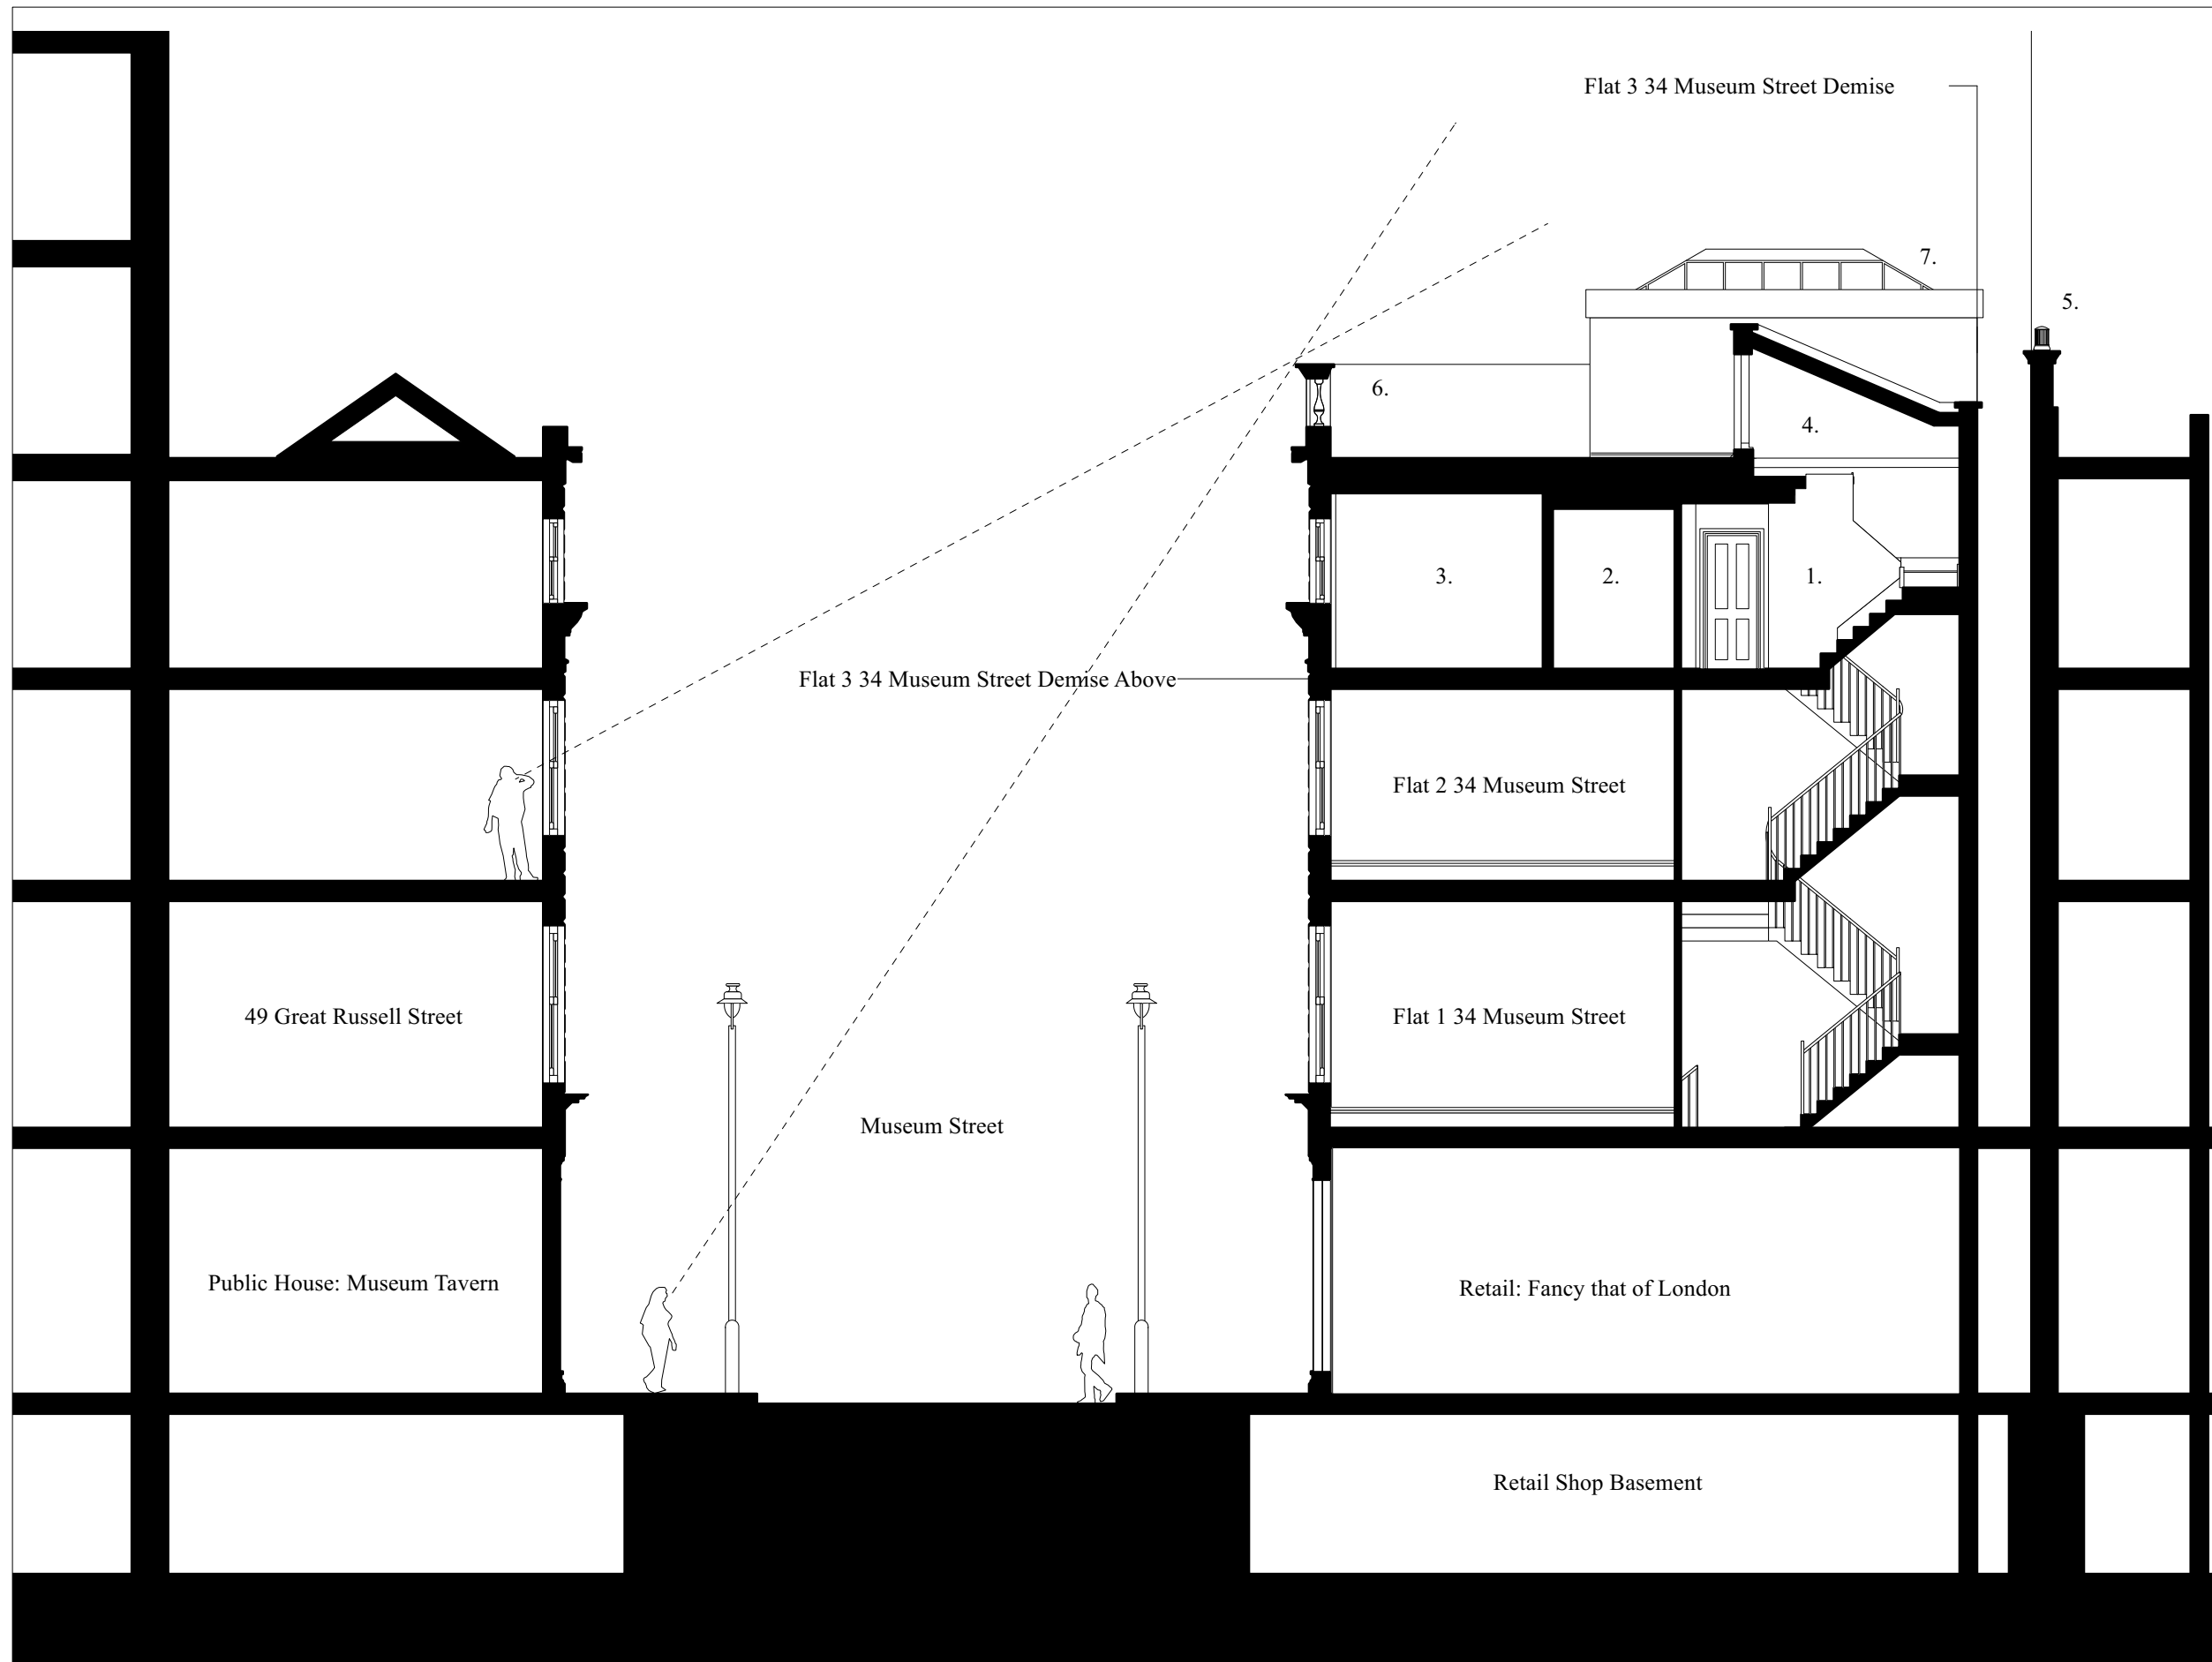 Flat 3 34 Museum Street Demise
7.
5.
6.
4.
3.
2.
1.
Flat 3 34 Museum Street Demise Above
Flat 2 34 Museum Street
49 Great Russell Street
Flat 1 34 Museum Street
Museum Street
Public House: Museum Tavern
Retail: Fancy that of London
Retail Shop Basement